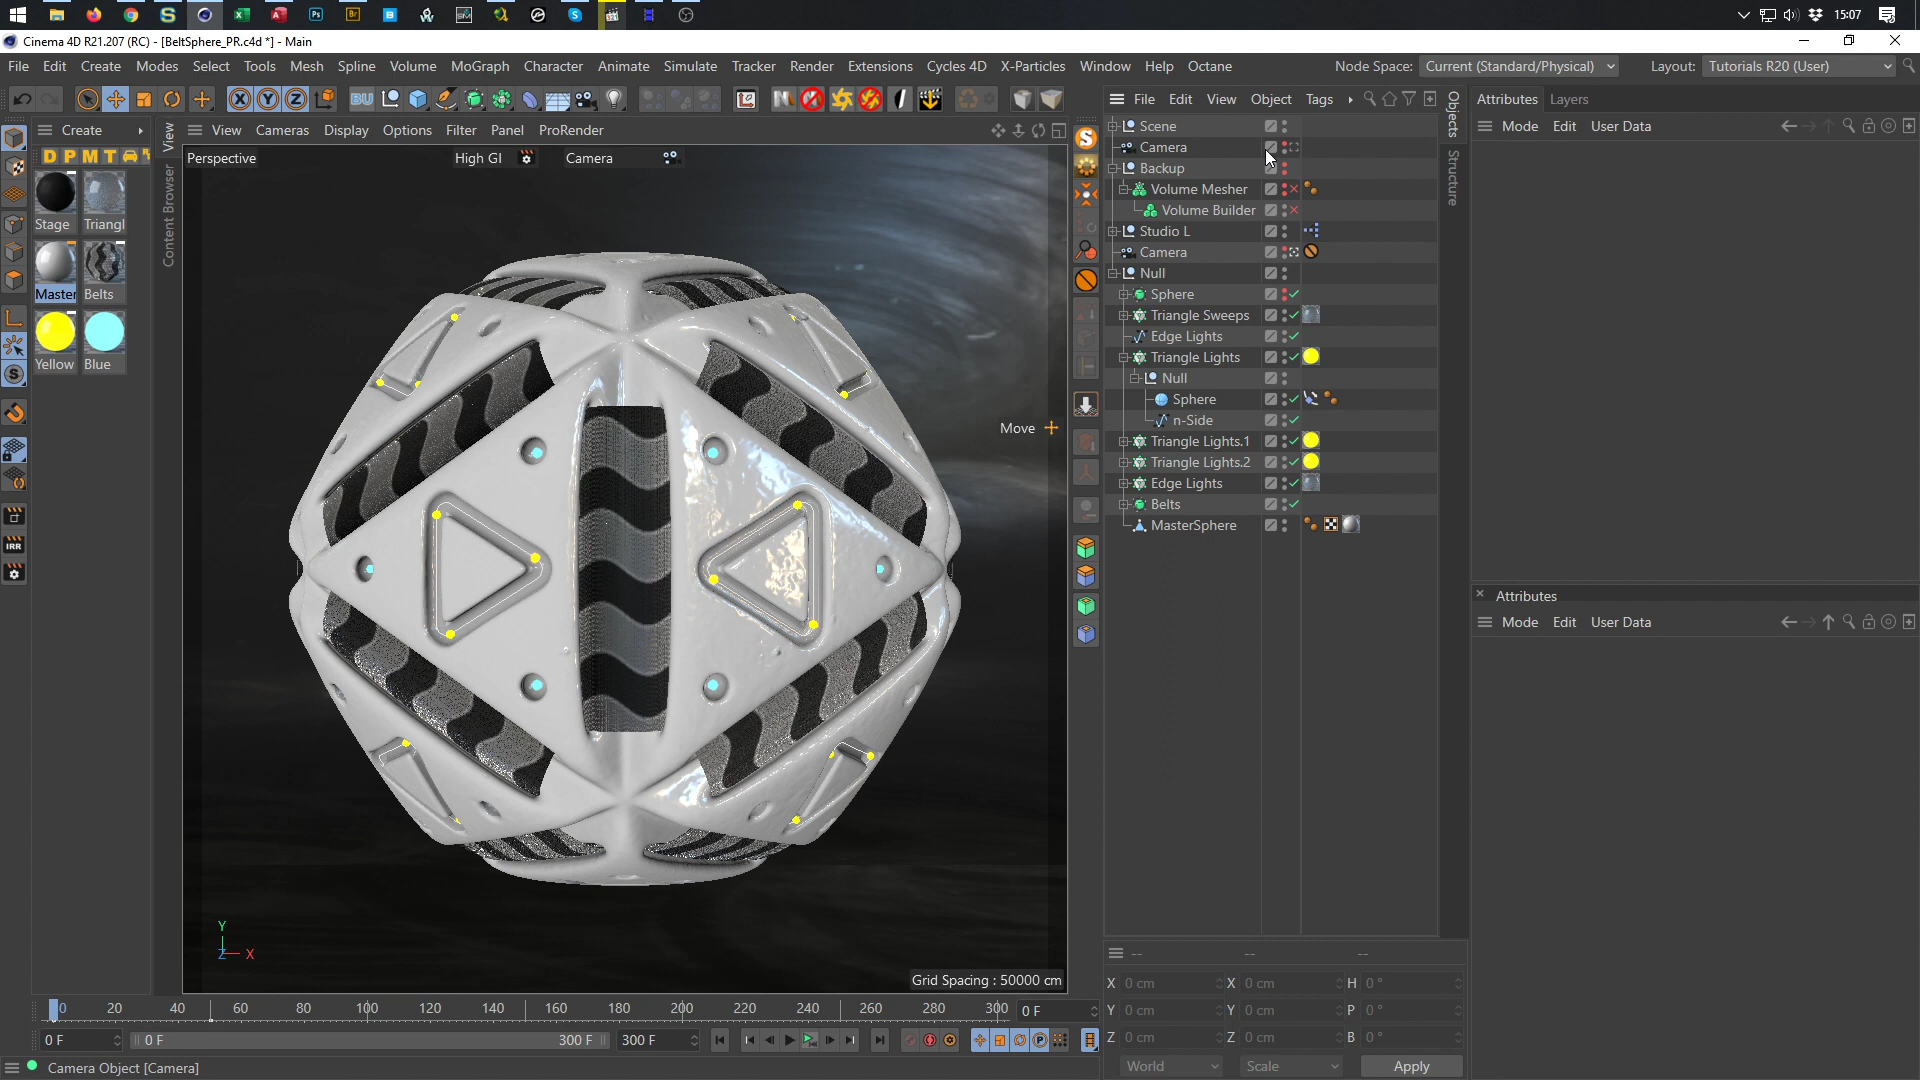 15:07
Cinema 4D R21.207 (RC) - [BeltSphere_PR.c4d *] - Main
File Edit Create Modes Select Tools Mesh Spline Volume MoGraph Character Animate Simulate Tracker Render Extensions Cycles 4D X-Particles Window Help Octane Node Space: Current (Standard/Physical) Layout: Tutorials R20 (User)
File Edit View Object Tags
Attributes Layers
Create
View Cameras Display Options Filter Panel ProRender
Mode Edit User Data
Perspective High GI Camera
Stage Triangl
Master Belts
Yellow Blue
View
Content Browser
Move
Y
Z X
Grid Spacing : 50000 cm
Objects
Structure
Scene
Camera
Backup
Volume Mesher
Volume Builder
Studio L
Camera
Null
Sphere
Triangle Sweeps
Edge Lights
Triangle Lights
Null
Sphere
n-Side
Triangle Lights.1
Triangle Lights.2
Edge Lights
Belts
MasterSphere
Attributes
Mode Edit User Data
-- -- --
X 0 cm X 0 cm H 0 °
Y 0 cm Y 0 cm P 0 °
Z 0 cm Z 0 cm B 0 °
World Scale Apply
0 20 40 60 80 100 120 140 160 180 200 220 240 260 280 300 0 F
0 F 0 F 300 F 300 F
Camera Object [Camera]
IRR